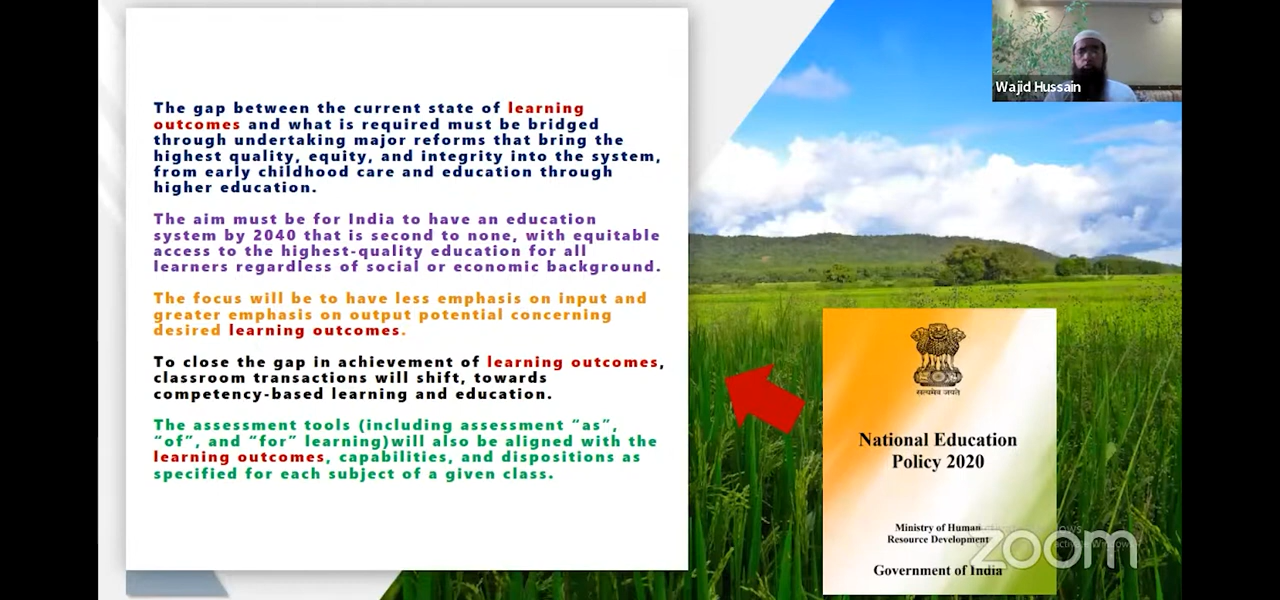 The gap between the current state of learning
outcomes and what is required must be bridged
through undertaking major reforms that bring the
highest quality, equity, and integrity into the system,
from early childhood care and education through
higher education.
The aim must be for India to have an education
system by 2040 that is second to none, with equitable
access to the highest-quality education for all
learners regardless of social or economic background.
The focus will be to have less emphasis on input and
greater emphasis on output potential concerning
desired learning outcomes.
To close the gap in achievement of learning outcomes,
classroom transactions will shift, towards
competency-based learning and education.
The assessment tools (including assessment “as”,
“of”, and “for” learning)will also be aligned with the
learning outcomes, capabilities, and dispositions as
specified for each subject of a given class.
Wajid Hussain
सत्यमेव जयते
National Education
Policy 2020
Ministry of Human
Resource Development
Government of India
zoom